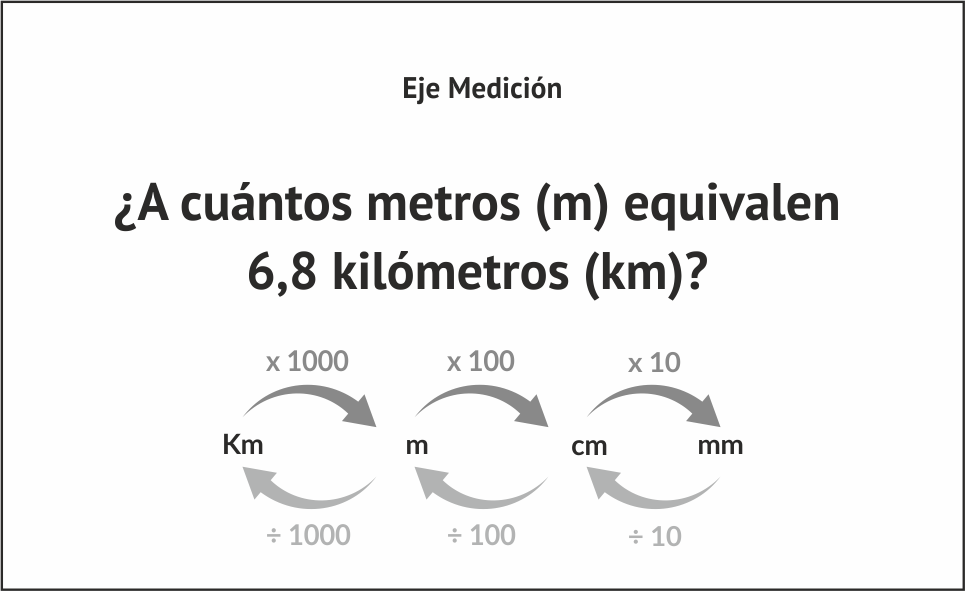 Eje Medición
¿A cuántos metros (m) equivalen
6,8 kilómetros (km)?
x 1000 x 100 x 10
Km m cm mm
÷ 1000 ÷ 100 ÷ 10